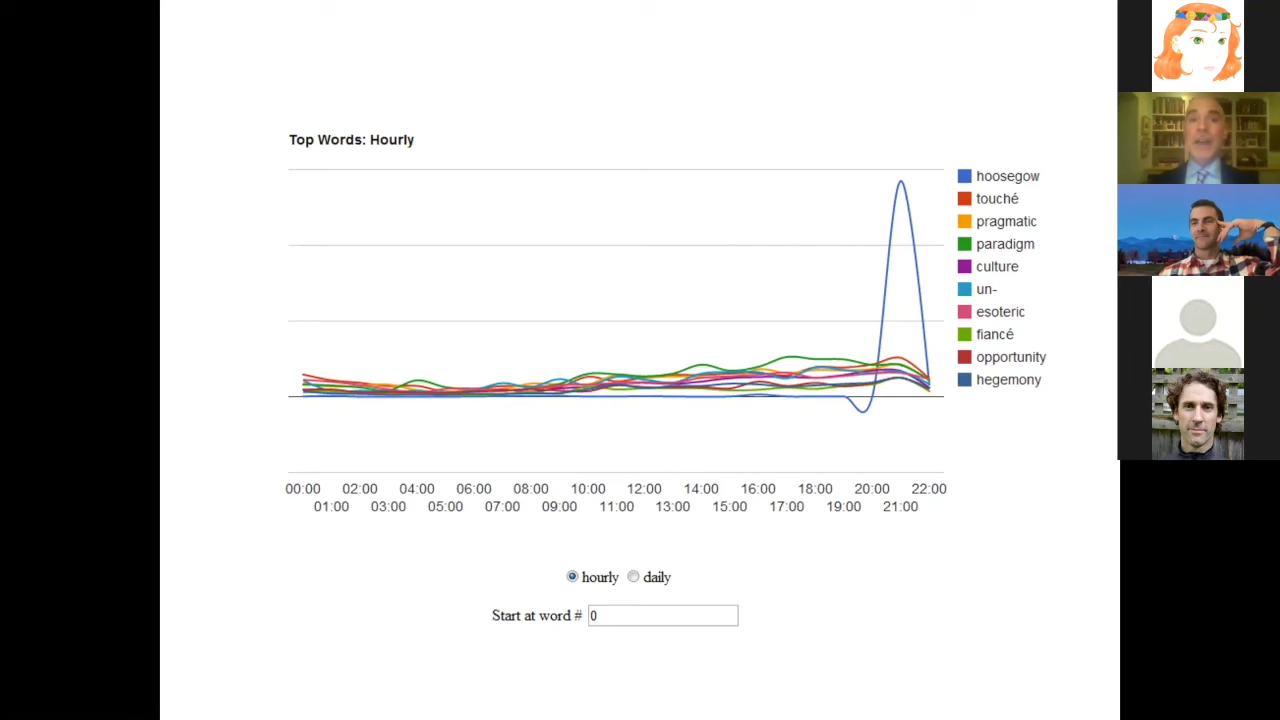 Top Words: Hourly
hoosegow
touché
pragmatic
paradigm
culture
un-
esoteric
fiancé
opportunity
hegemony
00:00 02:00 04:00 06:00 08:00 10:00 12:00 14:00 16:00 18:00 20:00 22:00
01:00 03:00 05:00 07:00 09:00 11:00 13:00 15:00 17:00 19:00 21:00
hourly daily
Start at word # 0